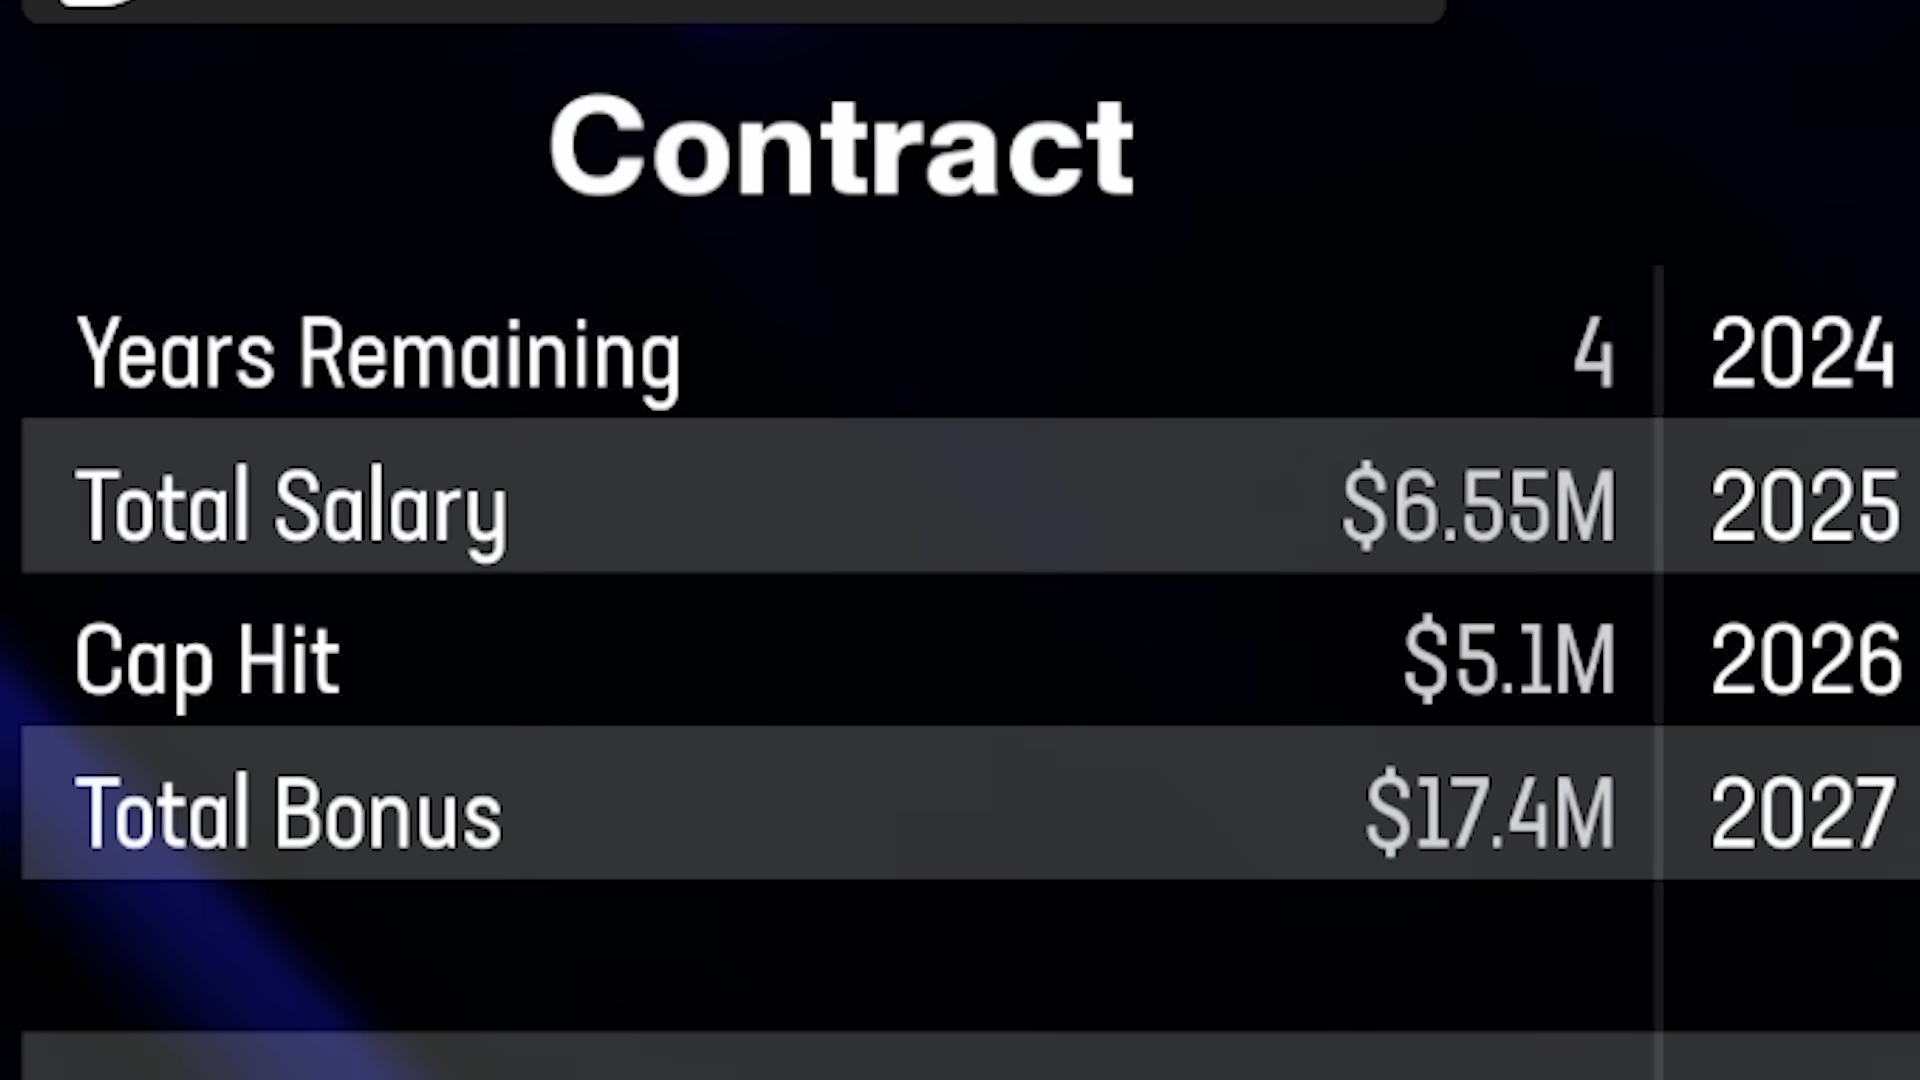 Contract
Years Remaining 4 2024
Total Salary $6.55M 2025
Cap Hit $5.1M 2026
Total Bonus $17.4M 2027